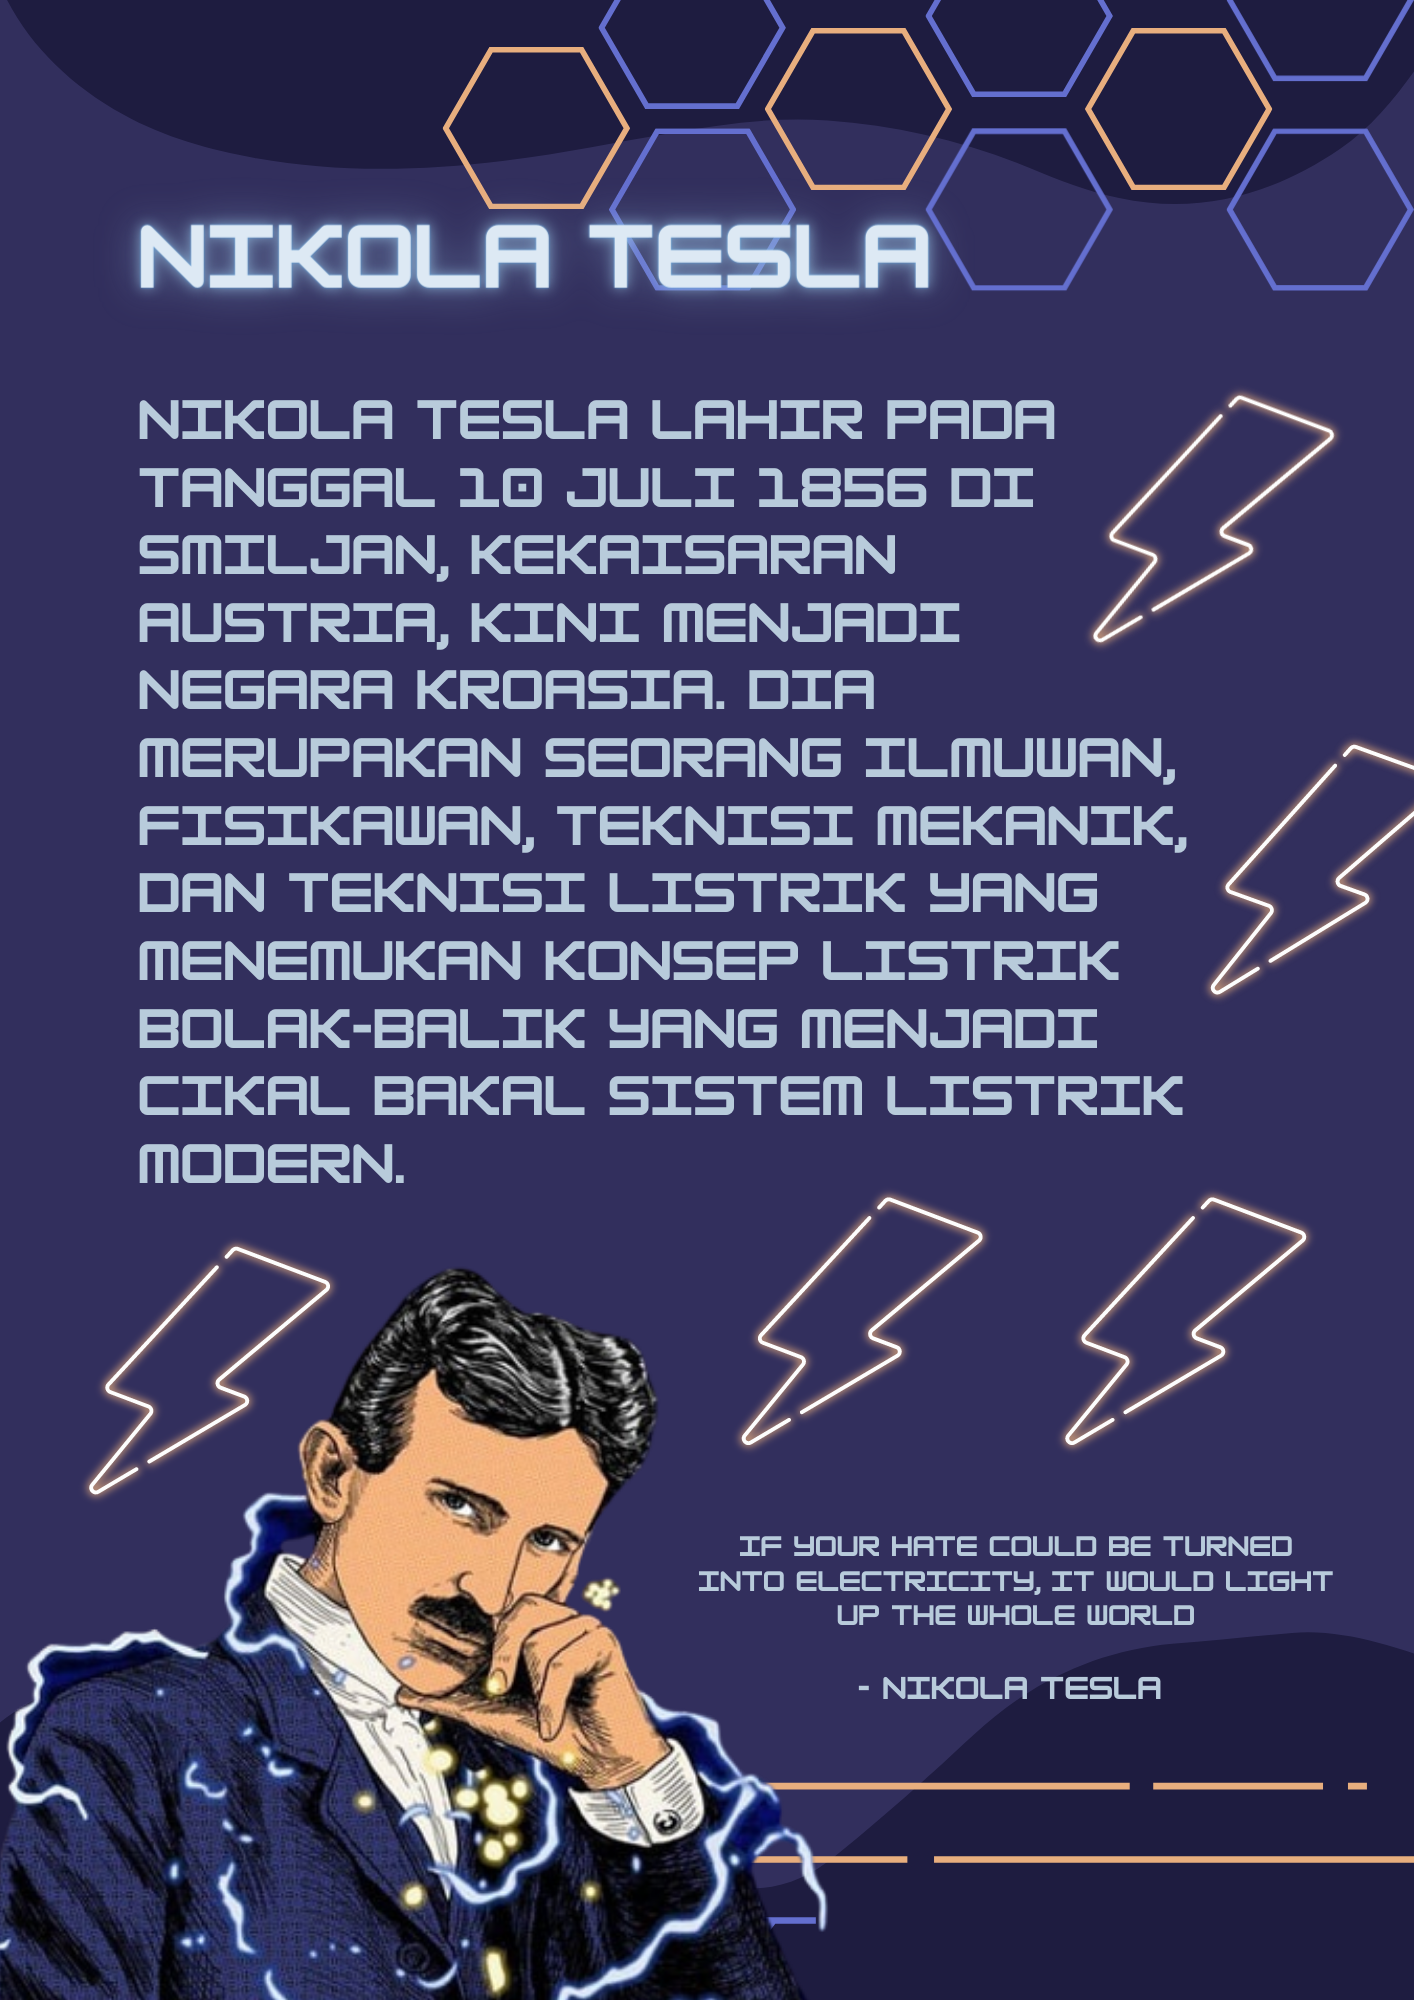 NIKOLA TESLA
NIKOLA TESLA LAHIR PADA
TANGGAL 10 JULI 1856 DI
SMILJAN, KEKAISARAN
AUSTRIA, KINI MENJADI
NEGARA KROASIA. DIA
MERUPAKAN SEORANG ILMUWAN,
FISIKAWAN, TEKNISI MEKANIK,
DAN TEKNISI LISTRIK YANG
MENEMUKAN KONSEP LISTRIK
BOLAK-BALIK YANG MENJADI
CIKAL BAKAL SISTEM LISTRIK
MODERN.
IF YOUR HATE COULD BE TURNED
INTO ELECTRICITY, IT WOULD LIGHT
UP THE WHOLE WORLD
- NIKOLA TESLA